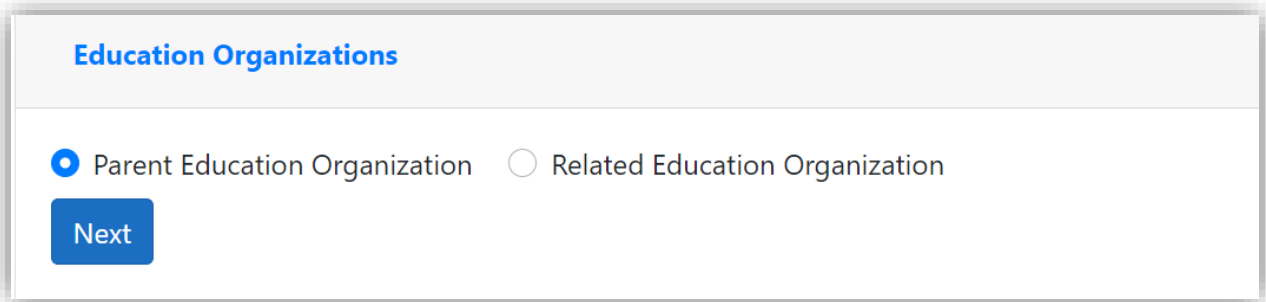 Education Organizations
Parent Education Organization Related Education Organization
Next